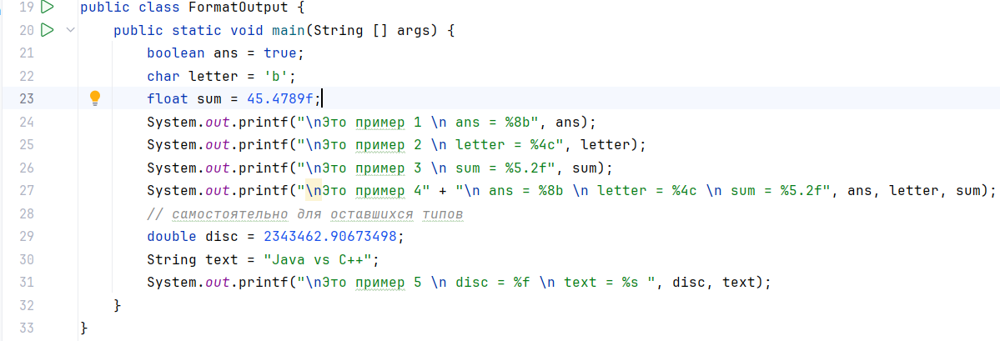 19 public class FormatOutput {
20 public static void main(String [] args) {
21 boolean ans = true;
22 char letter = 'b';
23 float sum = 45.4789f;
24 System.out.printf("\nЭто пример 1 \n ans = %8b", ans);
25 System.out.printf("\nЭто пример 2 \n letter = %4c", letter);
26 System.out.printf("\nЭто пример 3 \n sum = %5.2f", sum);
27 System.out.printf("\nЭто пример 4" + "\n ans = %8b \n letter = %4c \n sum = %5.2f", ans, letter, sum);
28 // самостоятельно для оставшихся типов
29 double disc = 2343462.90673498;
30 String text = "Java vs C++";
31 System.out.printf("\nЭто пример 5 \n disc = %f \n text = %s ", disc, text);
32 }
33 }